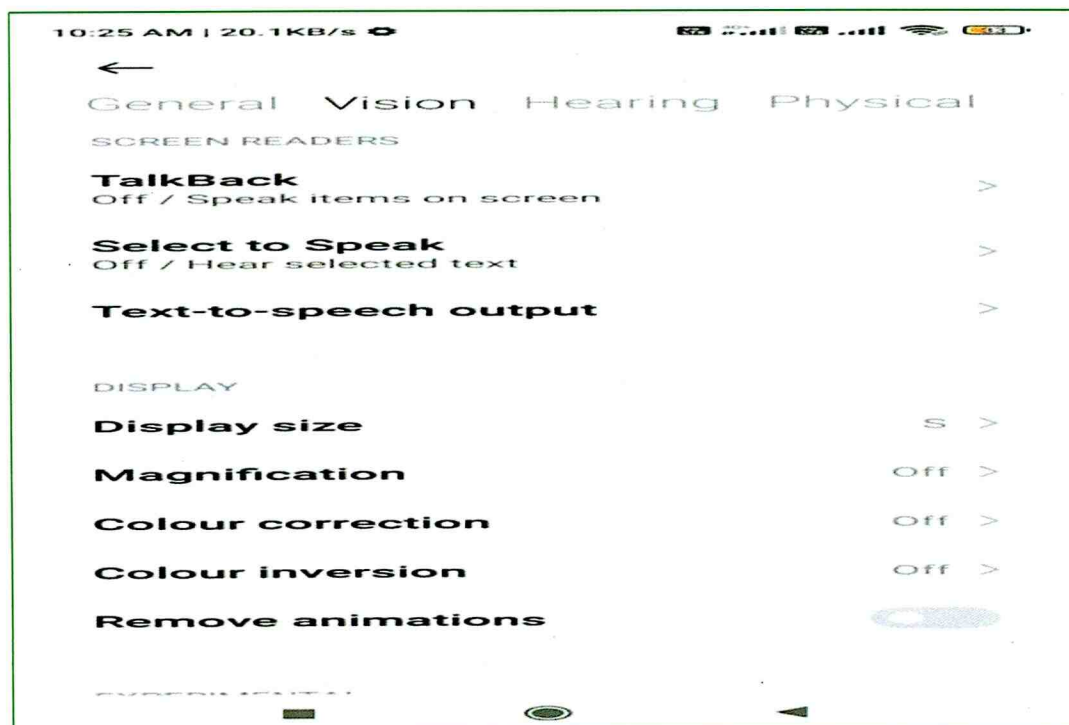 10:25 AM | 20.1KB/s
General Vision Hearing Physical
SCREEN READERS
TalkBack >
Off / Speak items on screen
Select to Speak >
Off / Hear selected text
Text-to-speech output >
DISPLAY
Display size S >
Magnification Off >
Colour correction Off >
Colour inversion Off >
Remove animations